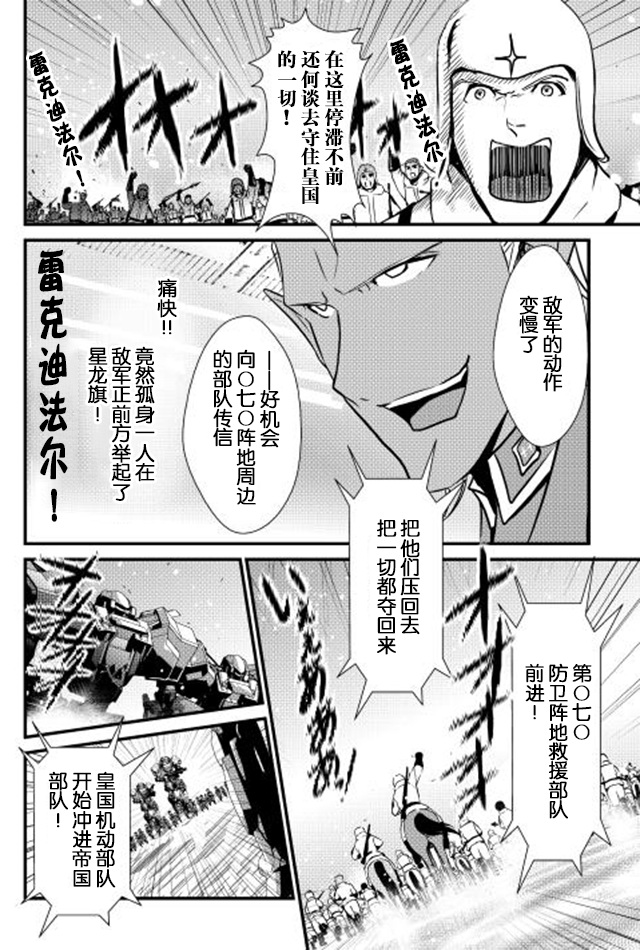 雷克迪法尔！
在这里停滞不前
还何谈去守住皇国
的一切！
雷克迪法尔！
敌军的动作
变慢了
——好机会
向〇七〇阵地周边
的部队传信
痛快!!
竟然孤身一人在
敌军正前方举起了
星龙旗！
雷克迪法尔！
把他们压回去
把一切都夺回来
第〇七〇
防卫阵地救援部队
前进！
皇国机动部队
开始冲进帝国
部队！